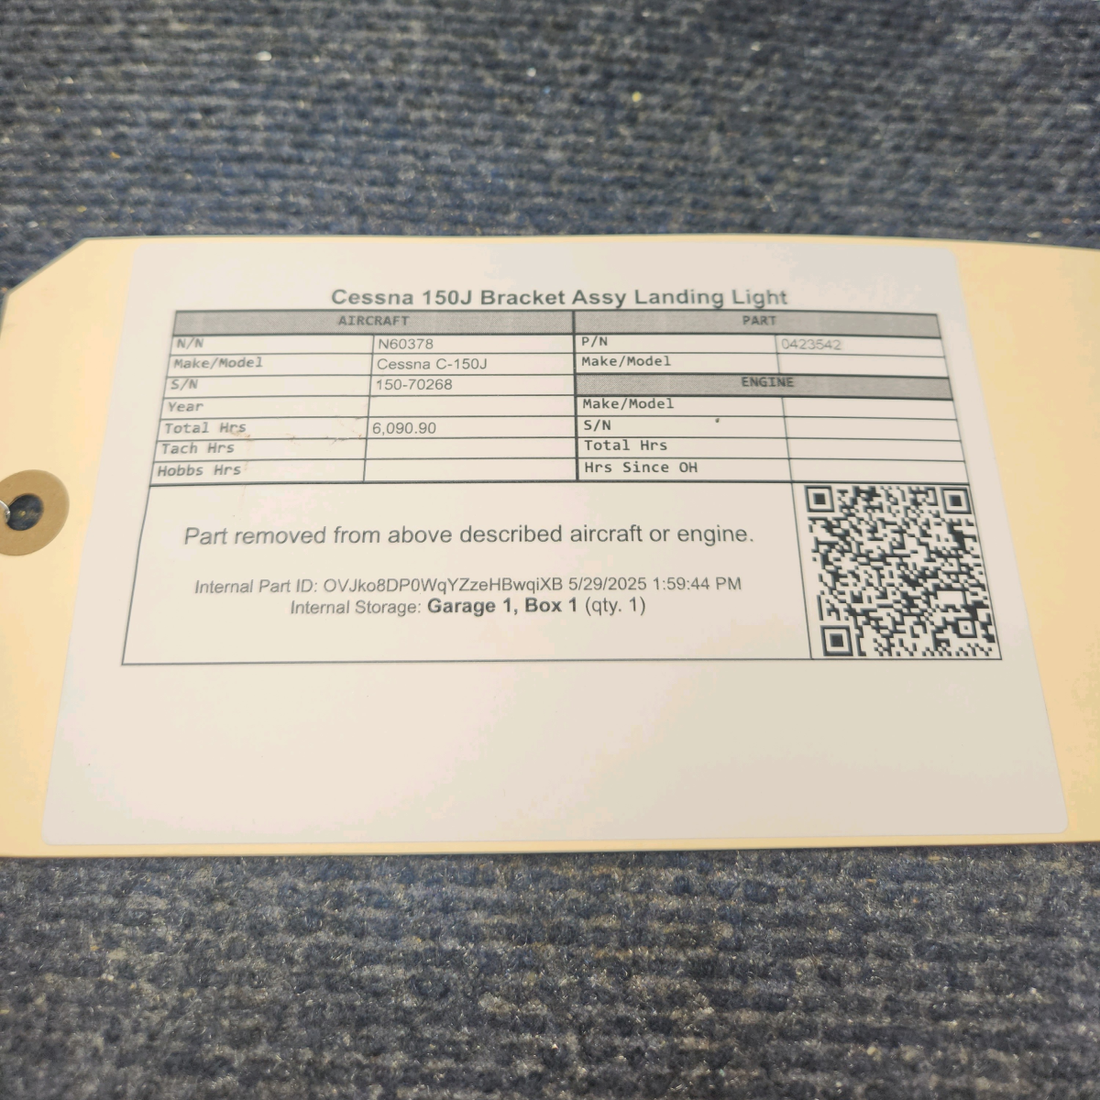 Cessna 150J Bracket Assy Landing Light
AIRCRAFT PART
N/N N60378 P/N 0423542
Make/Model Cessna C-150J Make/Model
S/N 150-70268 ENGINE
Year Make/Model
Total Hrs 6,090.90 S/N
Tach Hrs Total Hrs
Hobbs Hrs Hrs Since OH
Part removed from above described aircraft or engine.
Internal Part ID: OVJko8DP0WqYZzeHBwqiXB 5/29/2025 1:59:44 PM
Internal Storage: Garage 1, Box 1 (qty. 1)